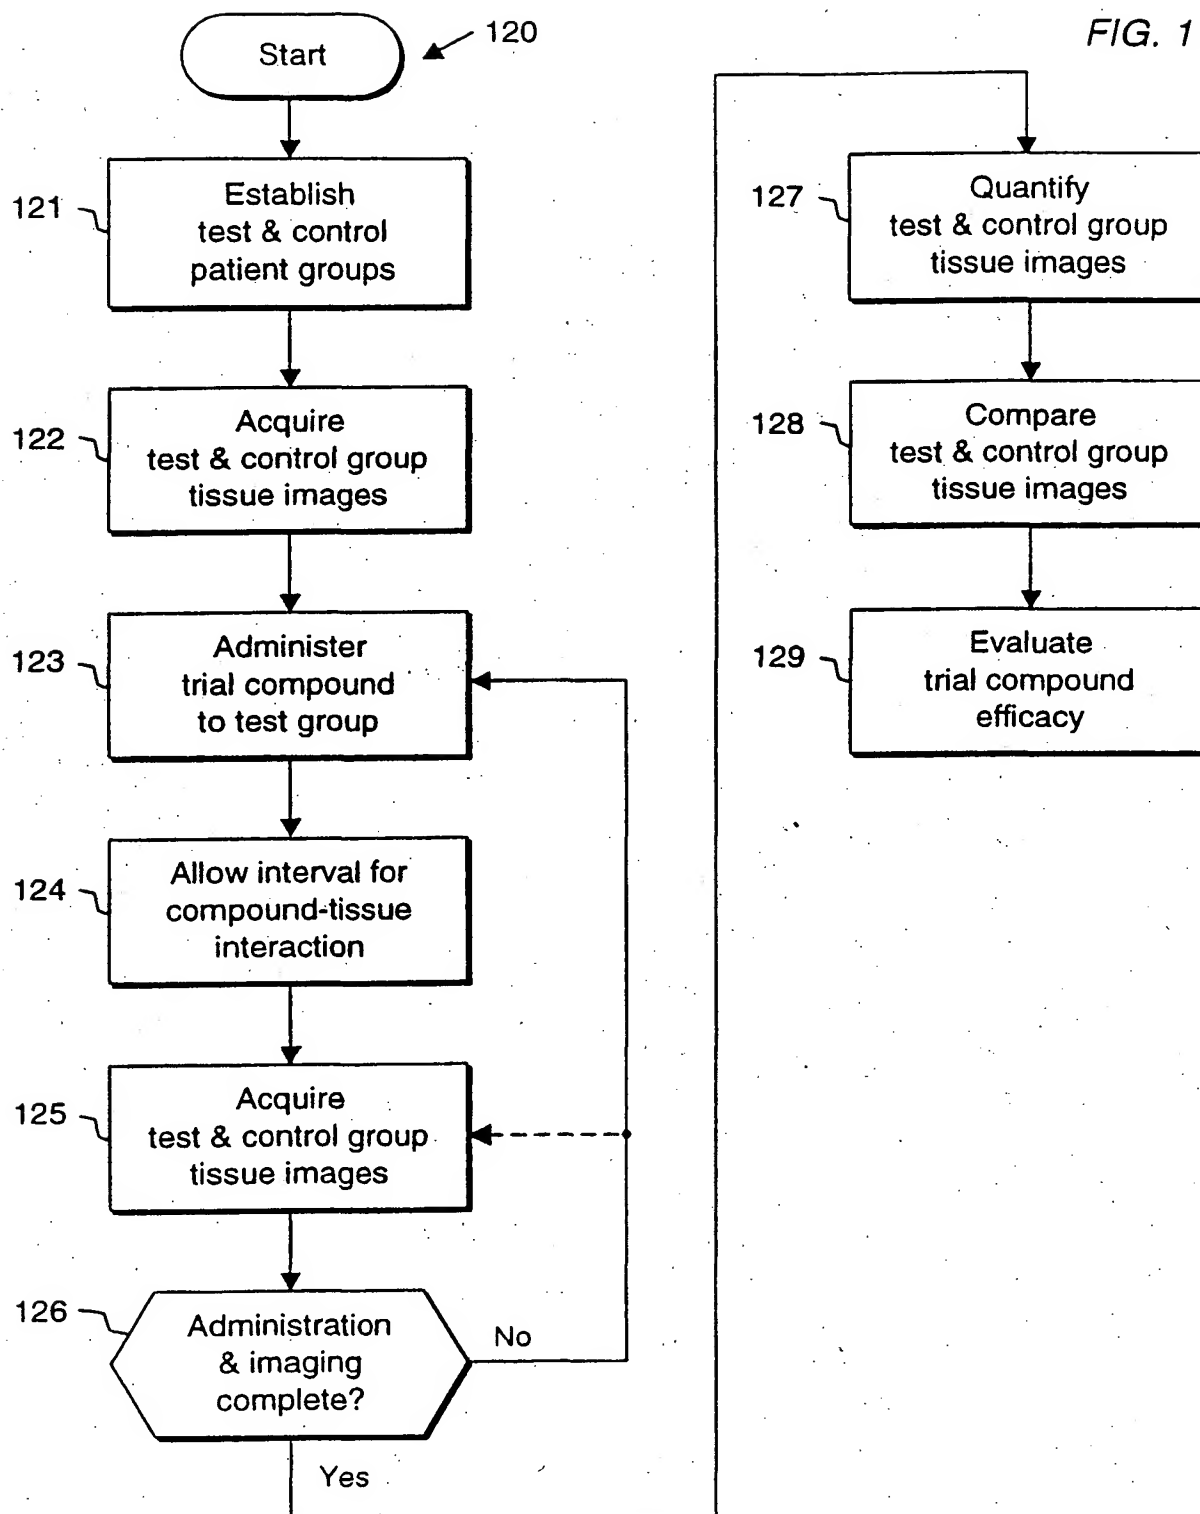 FIG. 1
Start
120
121
Establish
test & control
patient groups
122
Acquire
test & control group
tissue images
123
Administer
trial compound
to test group
124
Allow interval for
compound-tissue
interaction
125
Acquire
test & control group
tissue images
126
Administration
& imaging
complete?
No
Yes
127
Quantify
test & control group
tissue images
128
Compare
test & control group
tissue images
129
Evaluate
trial compound
efficacy